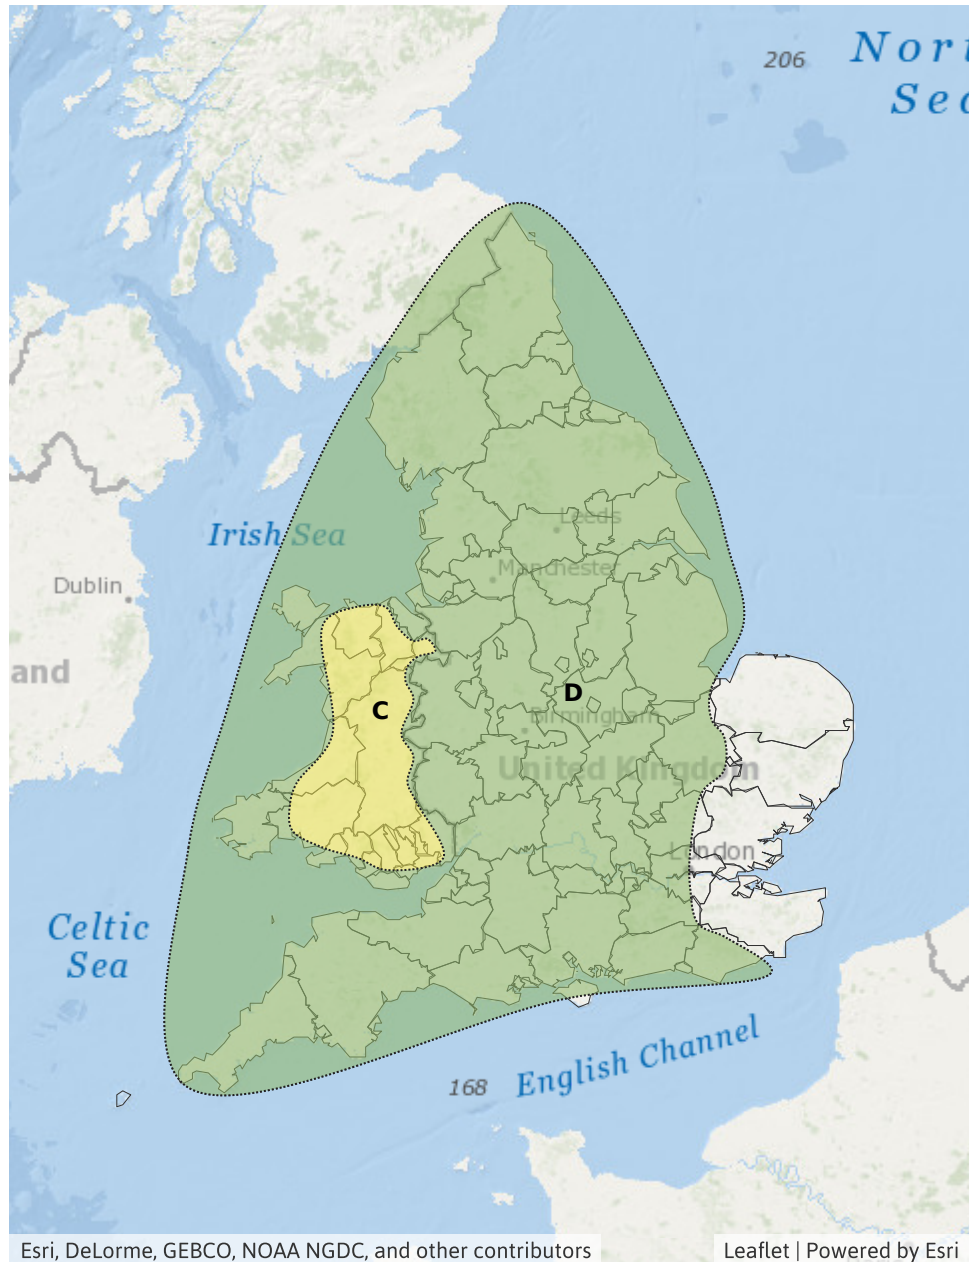 206
Nor
Sea
Irish Sea
Leeds
Manchester
Dublin
and
C
D
Birmingham
United Kingdom
London
Celtic
Sea
English Channel
168
Esri, DeLorme, GEBCO, NOAA NGDC, and other contributors
Leaflet | Powered by Esri